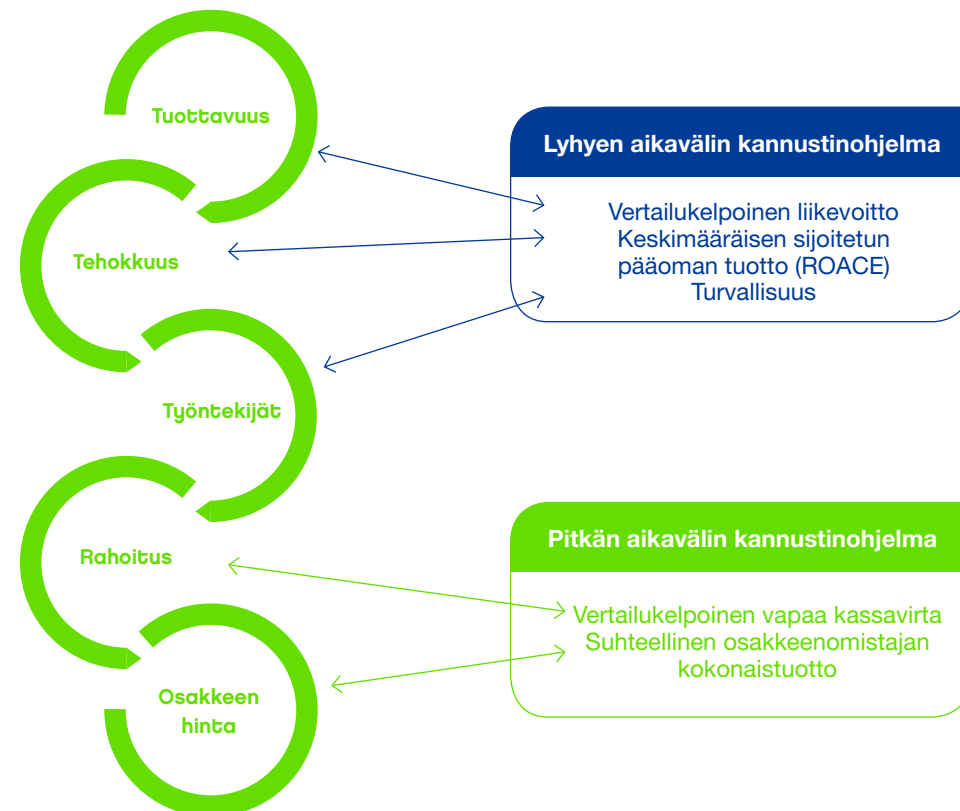 Tuottavuus
Tehokkuus
Työntekijät
Rahoitus
Osakkeen
hinta
Lyhyen aikavälin kannustinohjelma
Vertailukelpoinen liikevoitto
Keskimääräisen sijoitetun
pääoman tuotto (ROACE)
Turvallisuus
Pitkän aikavälin kannustinohjelma
Vertailukelpoinen vapaa kassavirta
Suhteellinen osakkeenomistajan
kokonaistuotto